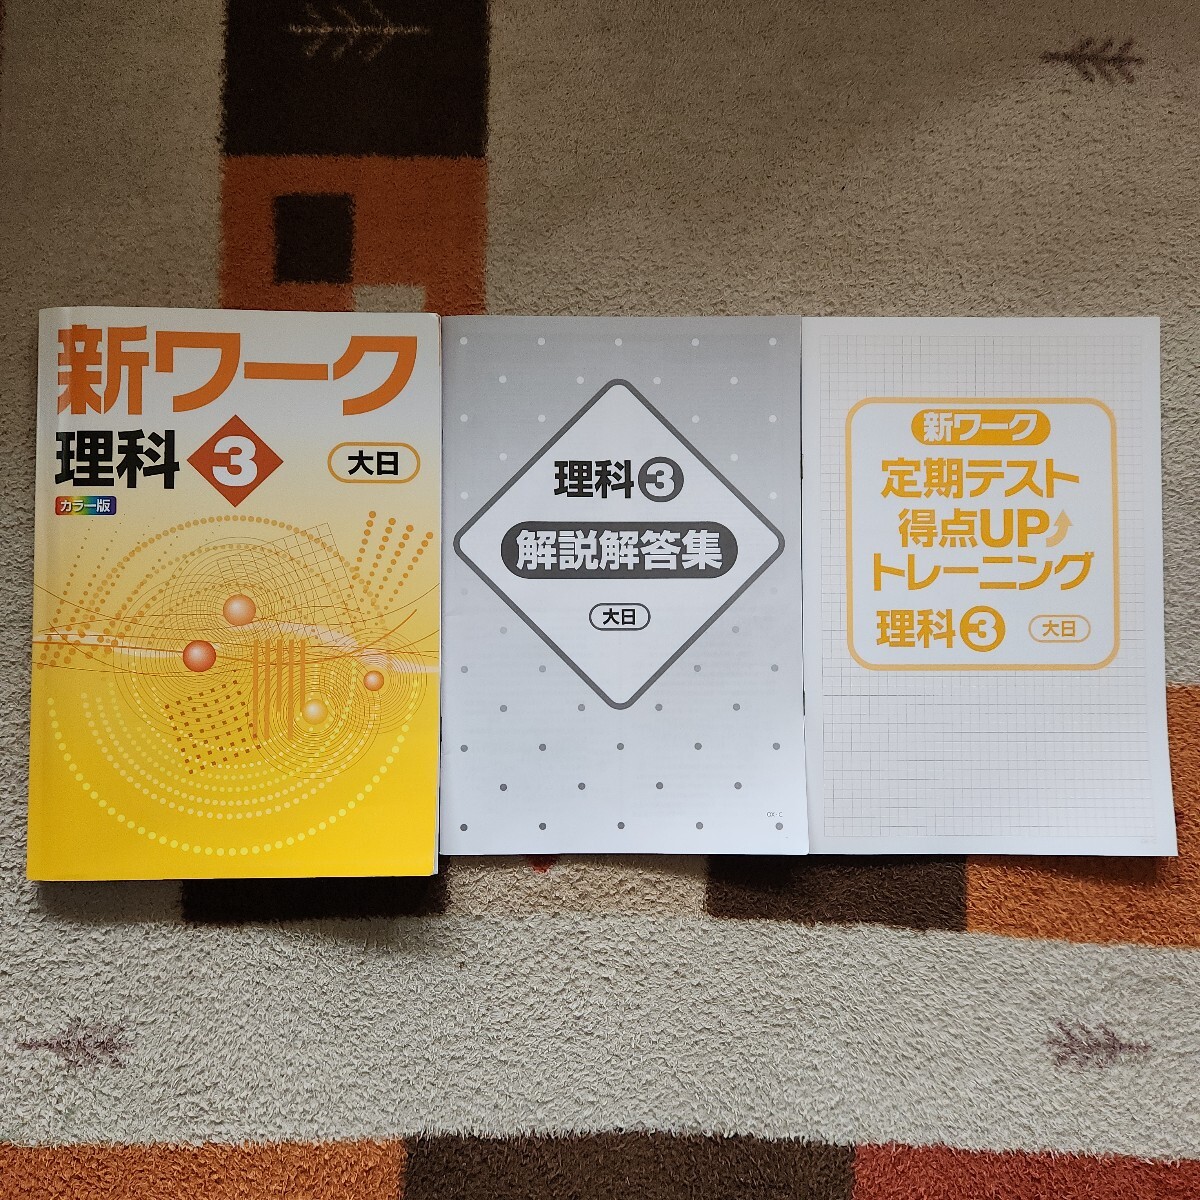 新ワーク
理科 3 大日
カラー版
理科 3
解説解答集
大日
新ワーク
定期テスト
得点UP
トレーニング
理科 3 大日